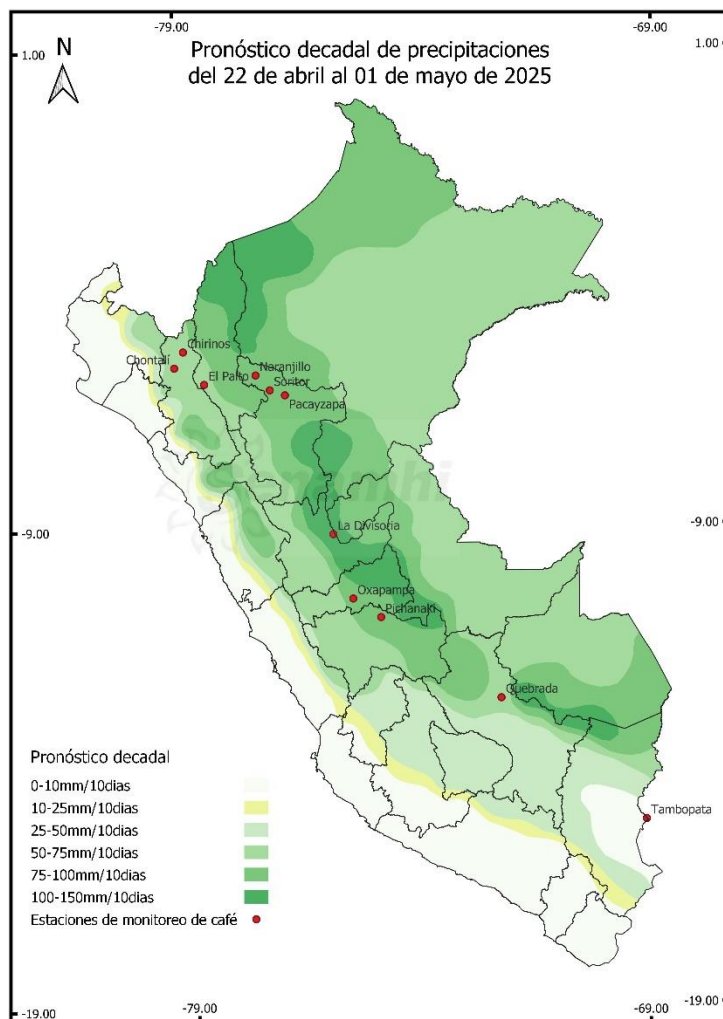 -79.00
-69.00
1.00
1.00
N
Pronóstico decadal de precipitaciones
del 22 de abril al 01 de mayo de 2025
Chirinos
Chontalí
El Palto
Naranjillo
Soritor
Pacayzapa
senamhi
-9.00
-9.00
La Divisoria
Oxapampa
Pichanaki
Quebrada
Tambopata
Pronóstico decadal
0-10mm/10dias
10-25mm/10dias
25-50mm/10dias
50-75mm/10dias
75-100mm/10dias
100-150mm/10dias
Estaciones de monitoreo de café
-19.00
-19.00
-79.00
-69.00